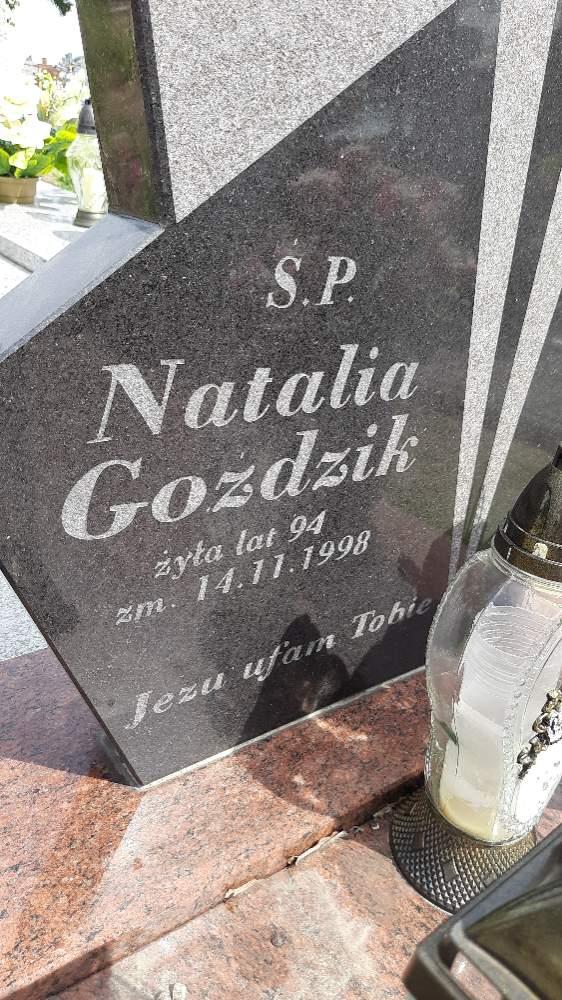 Ś.P.
Natalia
Goździk
żyła lat 94
zm. 14.11.1998
Jezu ufam Tobie